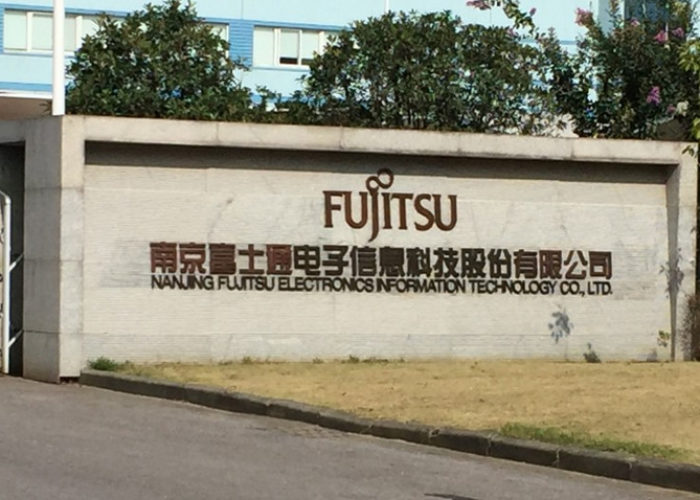 FUJITSU
南京富士通电子信息科技股份有限公司
NANJING FUJITSU ELECTRONICS INFORMATION TECHNOLOGY CO., LTD.